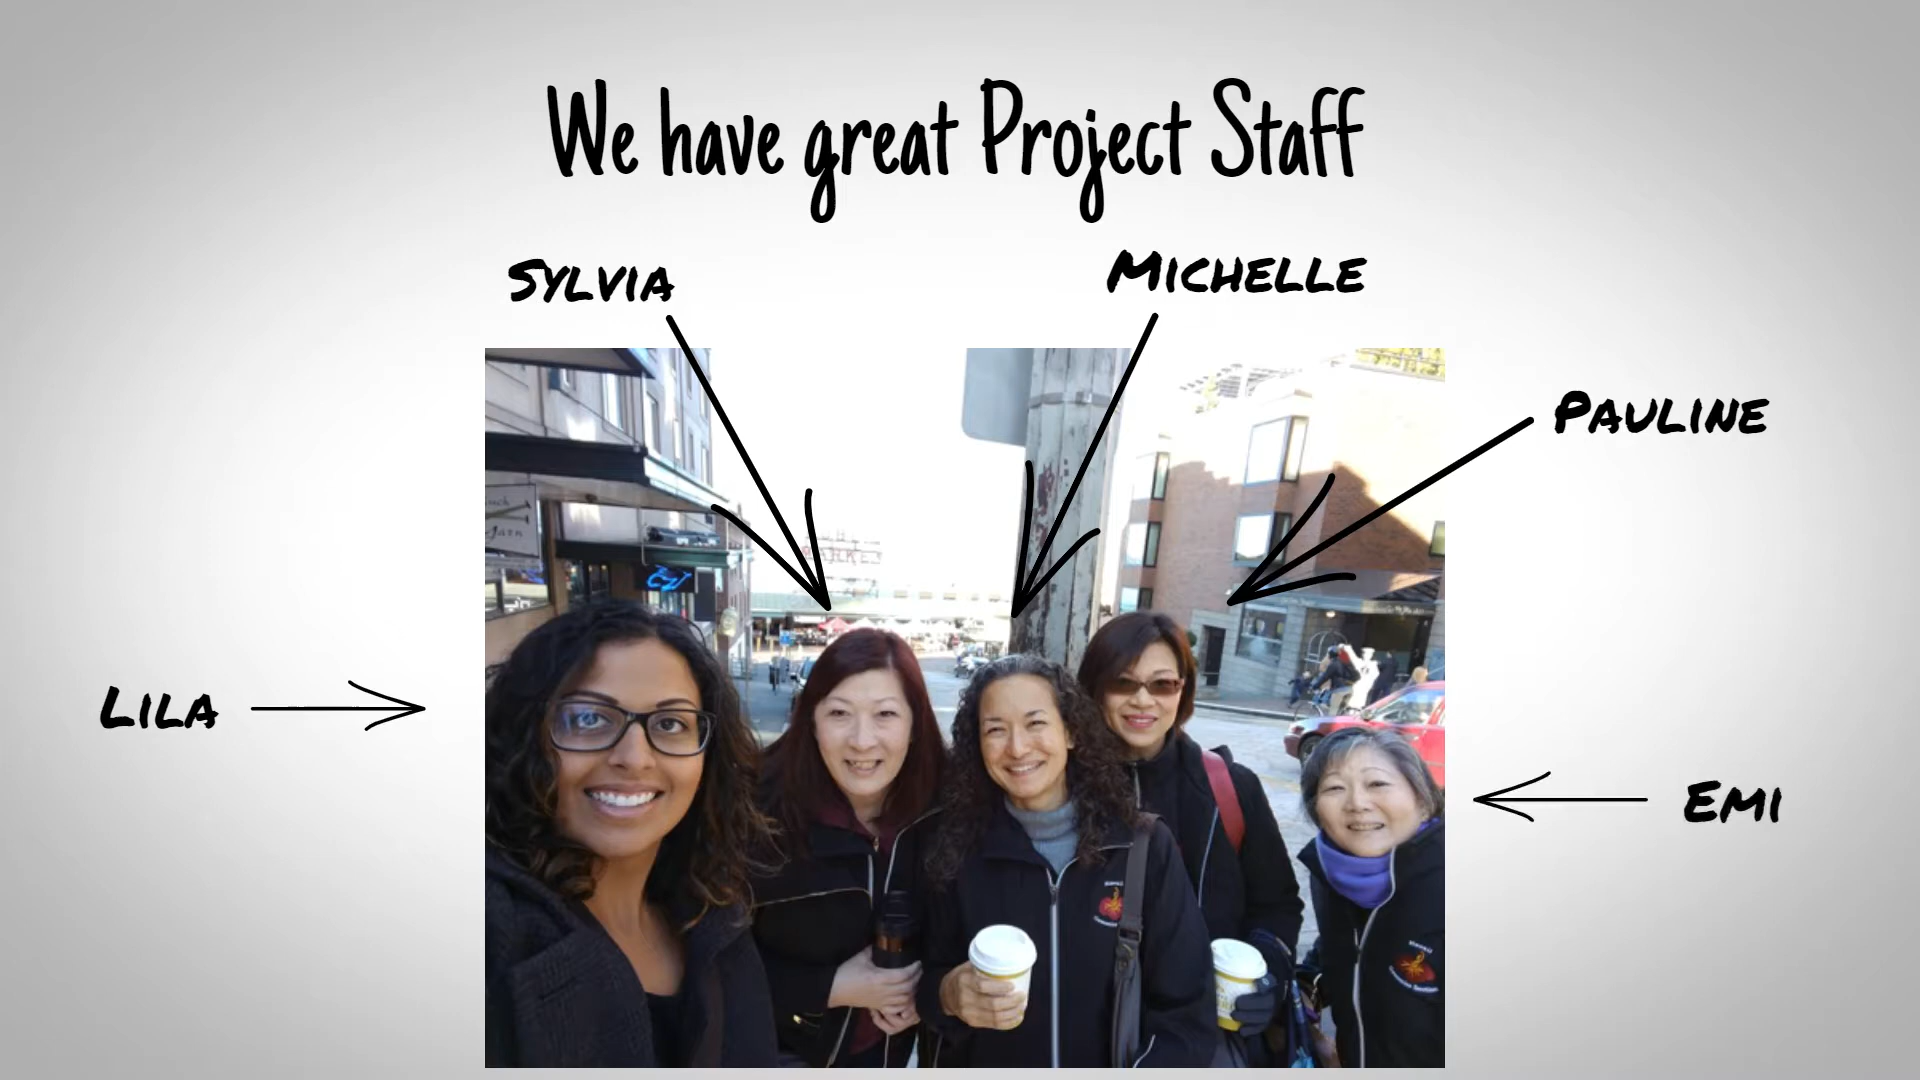 We have great Project Staff
Sylvia
Michelle
Pauline
Lila
Emi